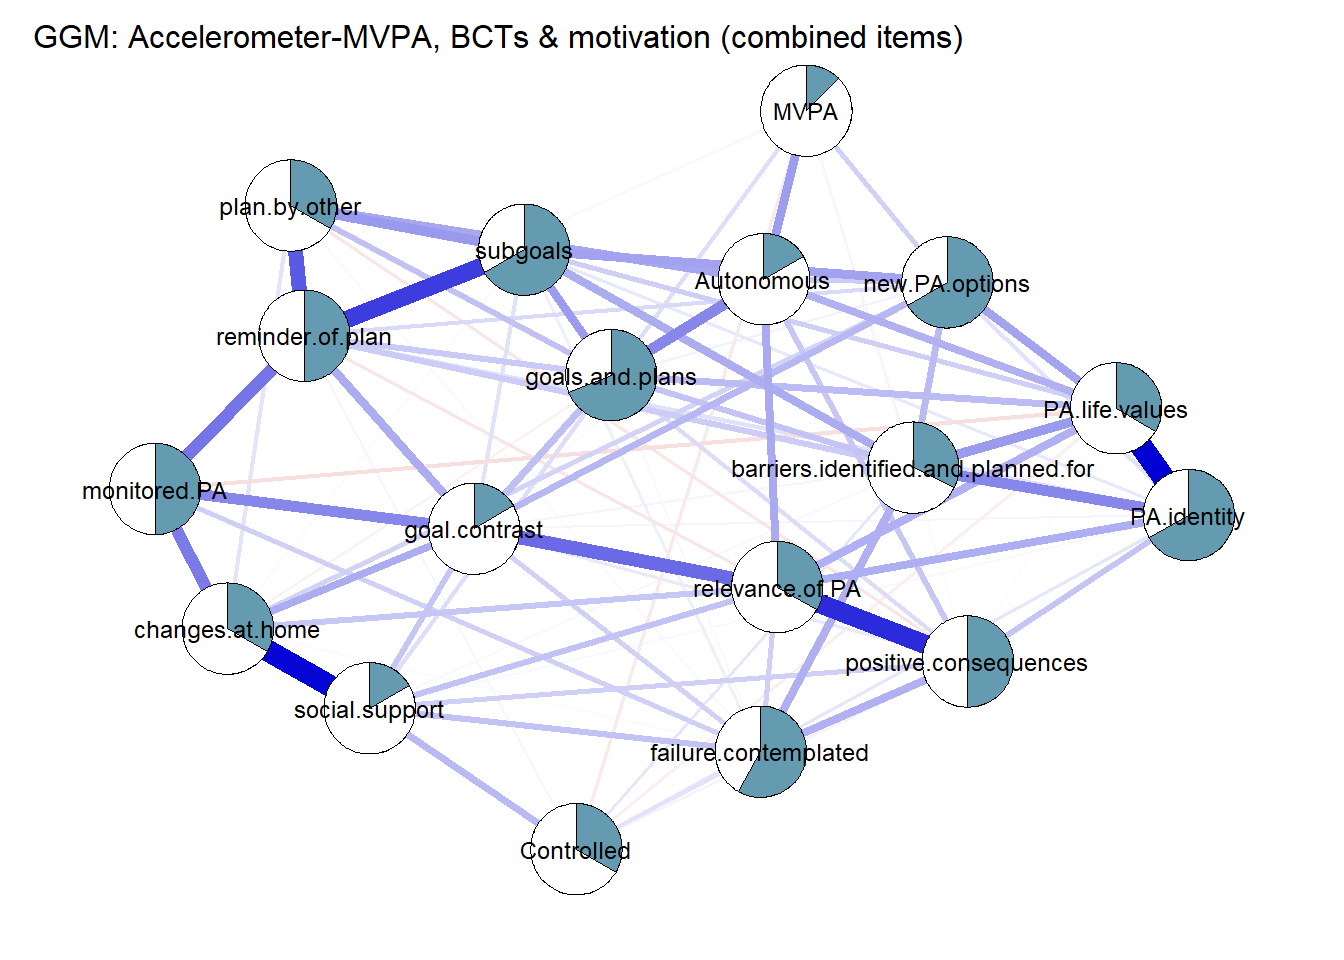 GGM: Accelerometer-MVPA, BCTs & motivation (combined items)
MVPA
plan.by.other
subgoals
Autonomous
new.PA.options
reminder.of.plan
goals.and.plans
PA.life.values
barriers.identified.and.planned.for
monitored.PA
goal.contrast
PA.identity
relevance.of.PA
changes.at.home
positive.consequences
social.support
failure.contemplated
Controlled